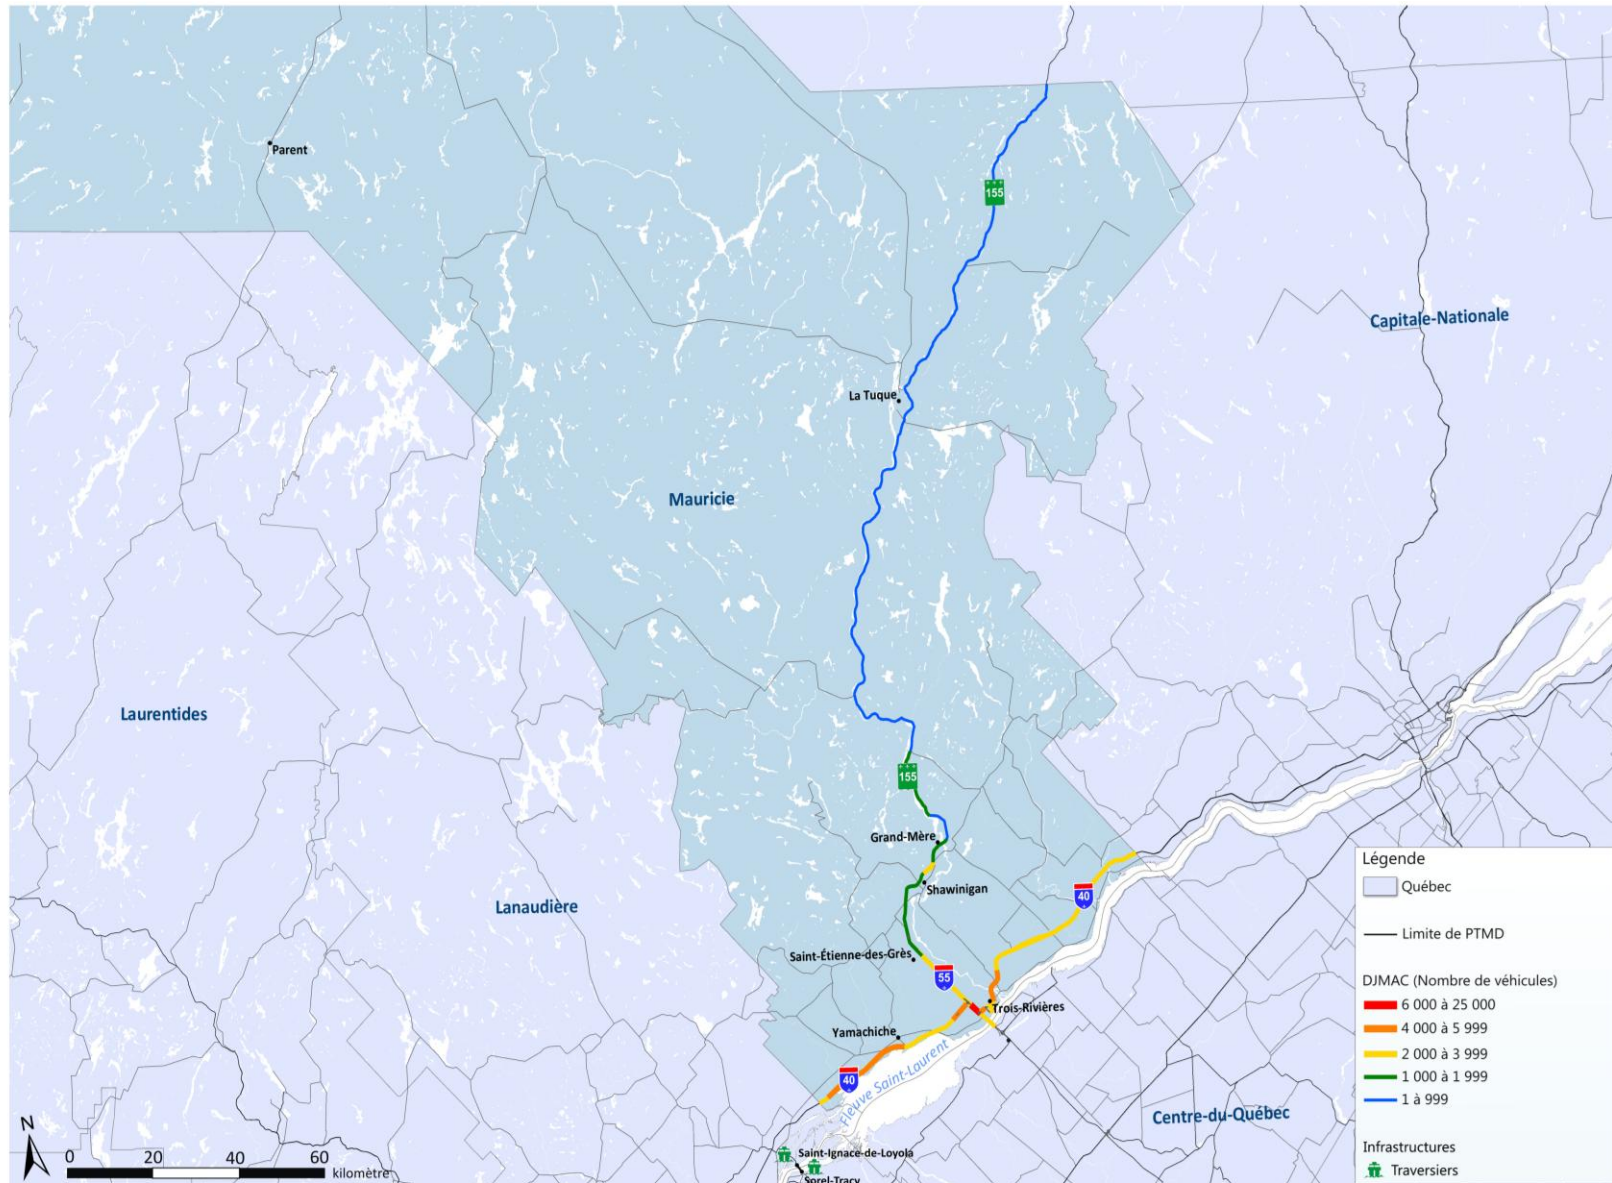 Parent
155
Capitale-Nationale
La Tuque
Mauricie
Laurentides
155
Grand-Mère
Shawinigan
40
Lanaudière
Saint-Étienne-des-Grès
55
Trois-Rivières
Yamachiche
40
Fleuve Saint-Laurent
Centre-du-Québec
Saint-Ignace-de-Loyola
Sorel-Tracy
N
0 20 40 60
kilomètre
Légende
Québec
Limite de PTMD
DJMAC (Nombre de véhicules)
6 000 à 25 000
4 000 à 5 999
2 000 à 3 999
1 000 à 1 999
1 à 999
Infrastructures
Traversiers